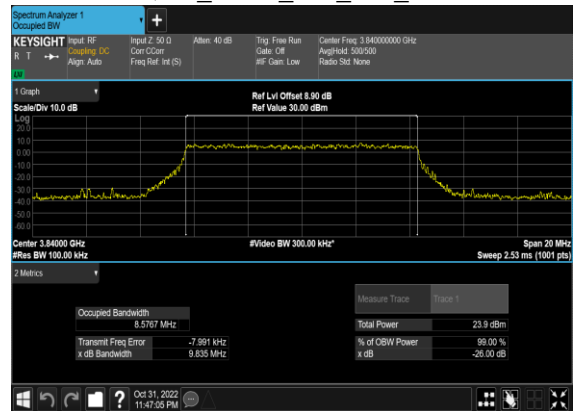 Spectrum Analyzer 1
Occupied BW
+
KEYSIGHT Input: RF Input Z: 50 Ω Atten: 40 dB Trig: Free Run Center Freq: 3.840000000 GHz
R T Coupling: DC Corr CCorr Gate: Off Avg|Hold: 500/500
Align: Auto Freq Ref: Int (S) #IF Gain: Low Radio Std: None
LW
1 Graph
Ref Lvl Offset 8.90 dB
Scale/Div 10.0 dB Ref Value 30.00 dBm
Log
20.0
10.0
0.00
-10.0
-20.0
-30.0
-40.0
-50.0
-60.0
Center 3.84000 GHz #Video BW 300.00 kHz* Span 20 MHz
#Res BW 100.00 kHz Sweep 2.53 ms (1001 pts)
2 Metrics
Measure Trace Trace 1
Occupied Bandwidth
8.5767 MHz Total Power 23.9 dBm
Transmit Freq Error -7.991 kHz % of OBW Power 99.00 %
x dB Bandwidth 9.835 MHz x dB -26.00 dB
? Oct 31, 2022
11:47:05 PM